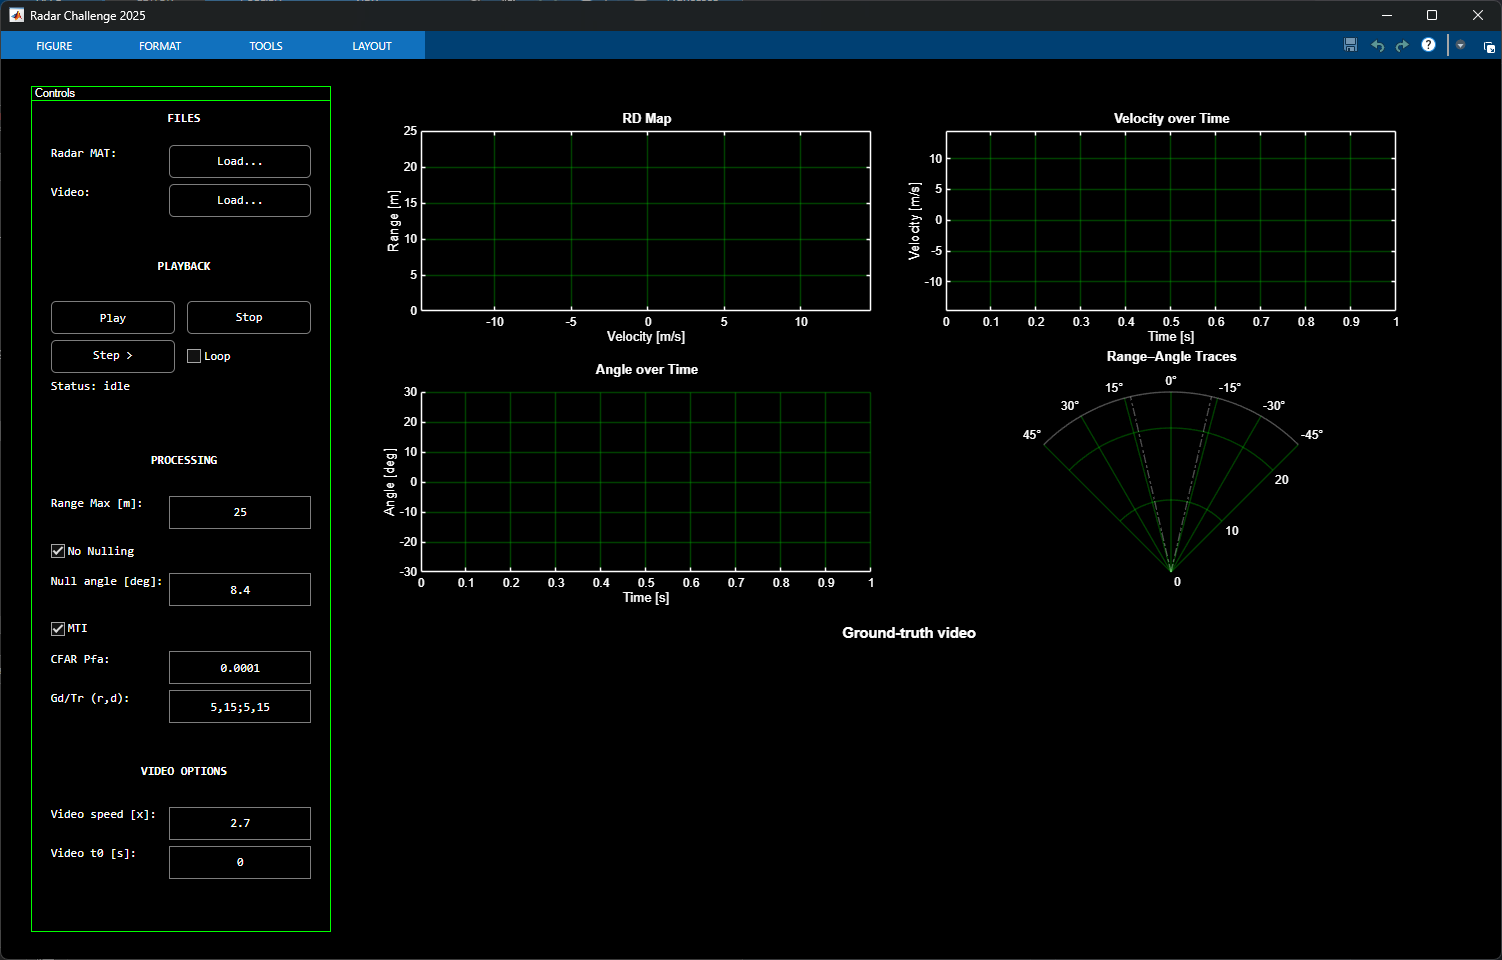 Radar Challenge 2025
FIGURE FORMAT TOOLS LAYOUT
Controls
FILES
Radar MAT: Load...
Video: Load...
PLAYBACK
Play Stop
Step > Loop
Status: idle
PROCESSING
Range Max [m]: 25
No Nulling
Null angle [deg]: 8.4
MTI
CFAR Pfa: 0.0001
Gd/Tr (r,d): 5,15;5,15
VIDEO OPTIONS
Video speed [x]: 2.7
Video t0 [s]: 0
RD Map
25
20
15
10
5
0
Range [m]
-10 -5 0 5 10
Velocity [m/s]
Velocity over Time
10
5
0
-5
-10
Velocity [m/s]
0 0.1 0.2 0.3 0.4 0.5 0.6 0.7 0.8 0.9 1
Time [s]
Angle over Time
30
20
10
0
-10
-20
-30
Angle [deg]
0 0.1 0.2 0.3 0.4 0.5 0.6 0.7 0.8 0.9 1
Time [s]
Range–Angle Traces
45° 30° 15° 0° -15° -30° -45°
20
10
0
Ground-truth video